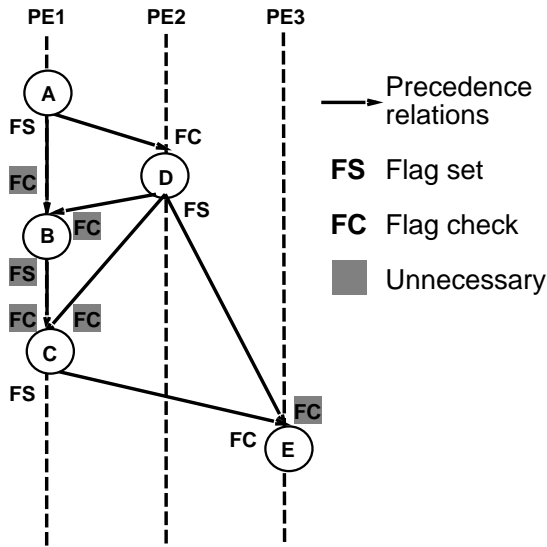 PE1 PE2 PE3
A
FS
FC
D
FS
FC
B
FC
FS
FC
FC
C
FS
FC
FC
E
Precedence
relations
FS Flag set
FC Flag check
Unnecessary